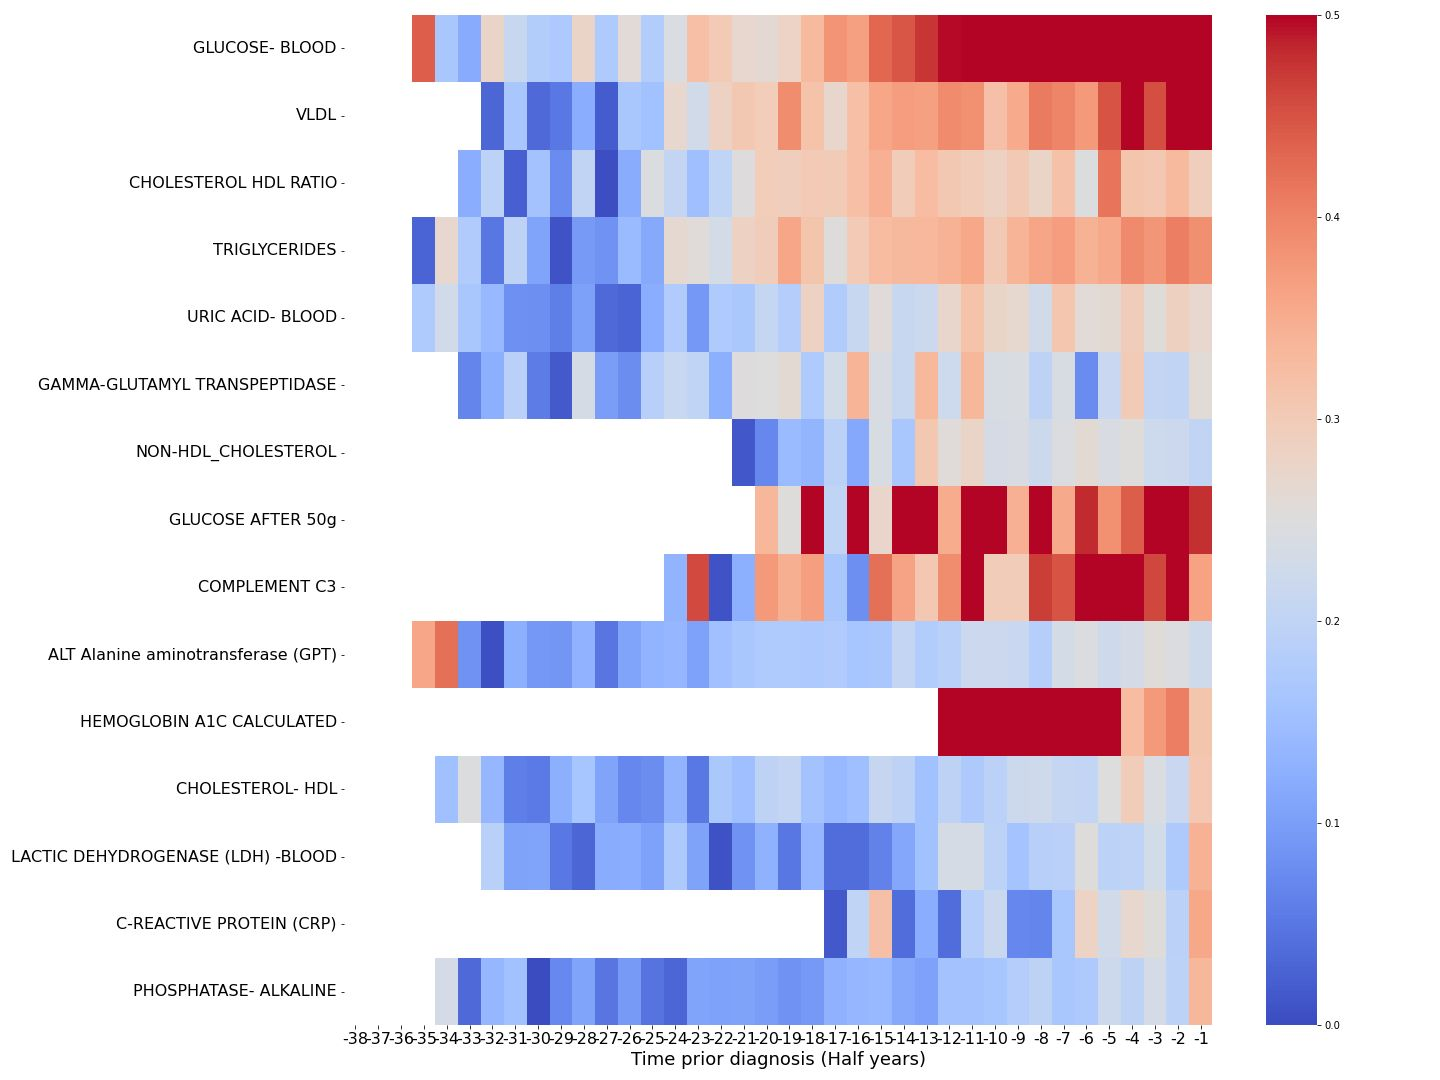 GLUCOSE- BLOOD
VLDL
CHOLESTEROL HDL RATIO
TRIGLYCERIDES
URIC ACID- BLOOD
GAMMA-GLUTAMYL TRANSPEPTIDASE
NON-HDL_CHOLESTEROL
GLUCOSE AFTER 50g
COMPLEMENT C3
ALT Alanine aminotransferase (GPT)
HEMOGLOBIN A1C CALCULATED
CHOLESTEROL- HDL
LACTIC DEHYDROGENASE (LDH) -BLOOD
C-REACTIVE PROTEIN (CRP)
PHOSPHATASE- ALKALINE
-38 -37 -36 -35 -34 -33 -32 -31 -30 -29 -28 -27 -26 -25 -24 -23 -22 -21 -20 -19 -18 -17 -16 -15 -14 -13 -12 -11 -10 -9 -8 -7 -6 -5 -4 -3 -2 -1
Time prior diagnosis (Half years)
0.5
0.4
0.3
0.2
0.1
0.0